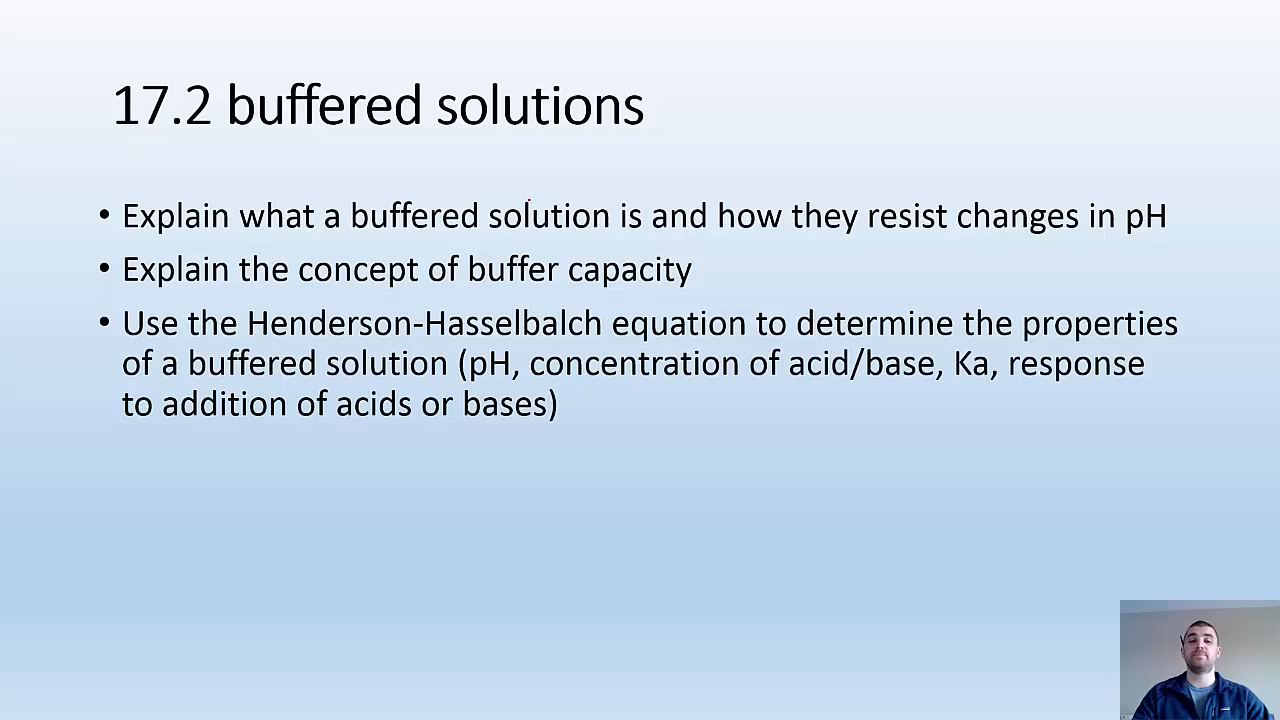 17.2 buffered solutions
• Explain what a buffered solution is and how they resist changes in pH
• Explain the concept of buffer capacity
• Use the Henderson-Hasselbalch equation to determine the properties
of a buffered solution (pH, concentration of acid/base, Ka, response
to addition of acids or bases)